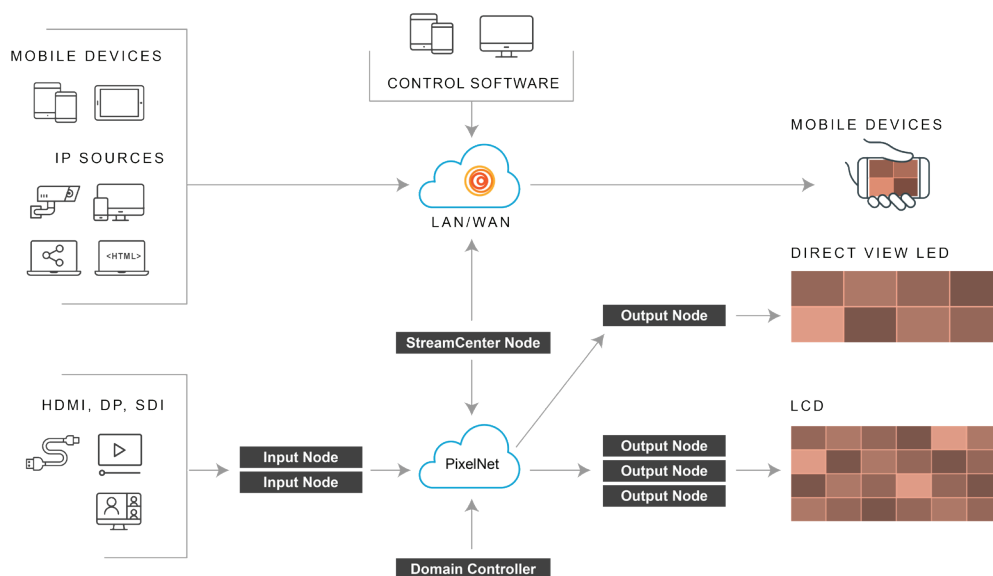 MOBILE DEVICES
IP SOURCES
<HTML>
CONTROL SOFTWARE
C
LAN/WAN
MOBILE DEVICES
DIRECT VIEW LED
Output Node
StreamCenter Node
HDMI, DP, SDI
Input Node
Input Node
PixelNet
Output Node
Output Node
Output Node
LCD
Domain Controller